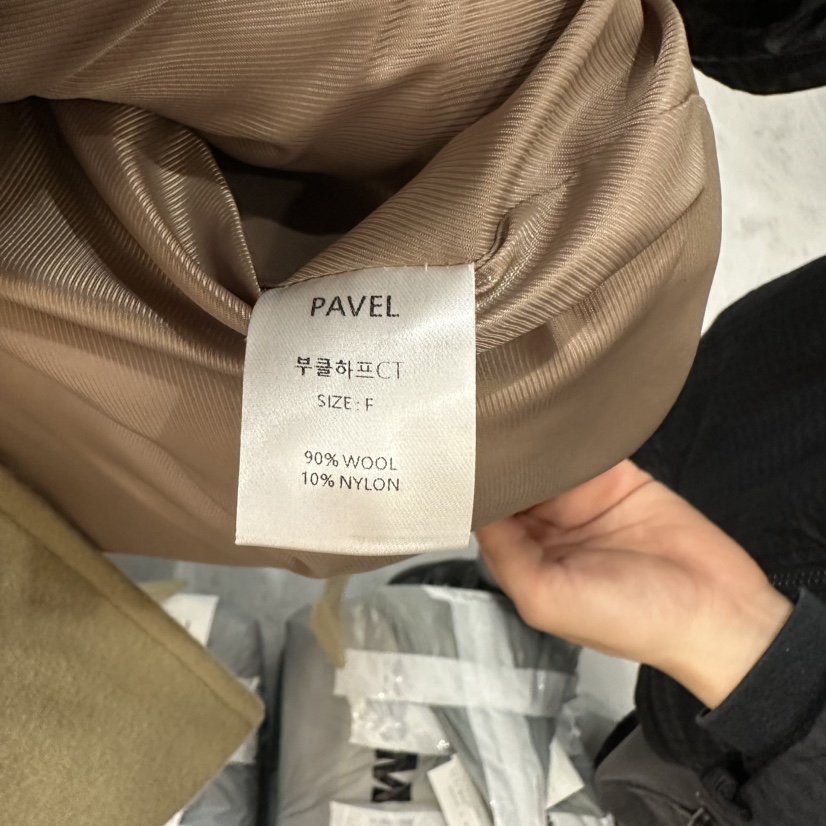 PAVEL
부클하프CT
SIZE : F
90% WOOL
10% NYLON
M